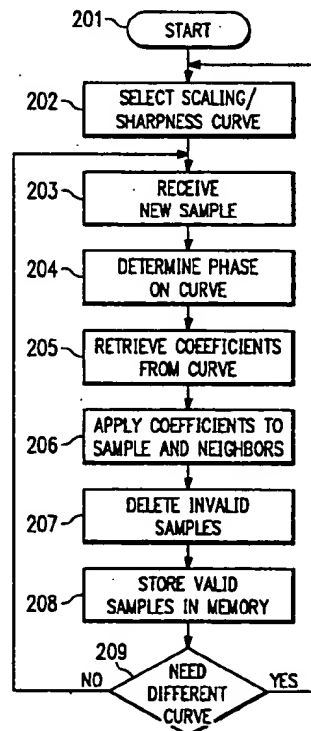 201
START
202
SELECT SCALING/
SHARPNESS CURVE
203
RECEIVE
NEW SAMPLE
204
DETERMINE PHASE
ON CURVE
205
RETRIEVE COEEFICIENTS
FROM CURVE
206
APPLY COEFFICIENTS TO
SAMPLE AND NEIGHBORS
207
DELETE INVALID
SAMPLES
208
STORE VALID
SAMPLES IN MEMORY
209
NEED
NO DIFFERENT YES
CURVE